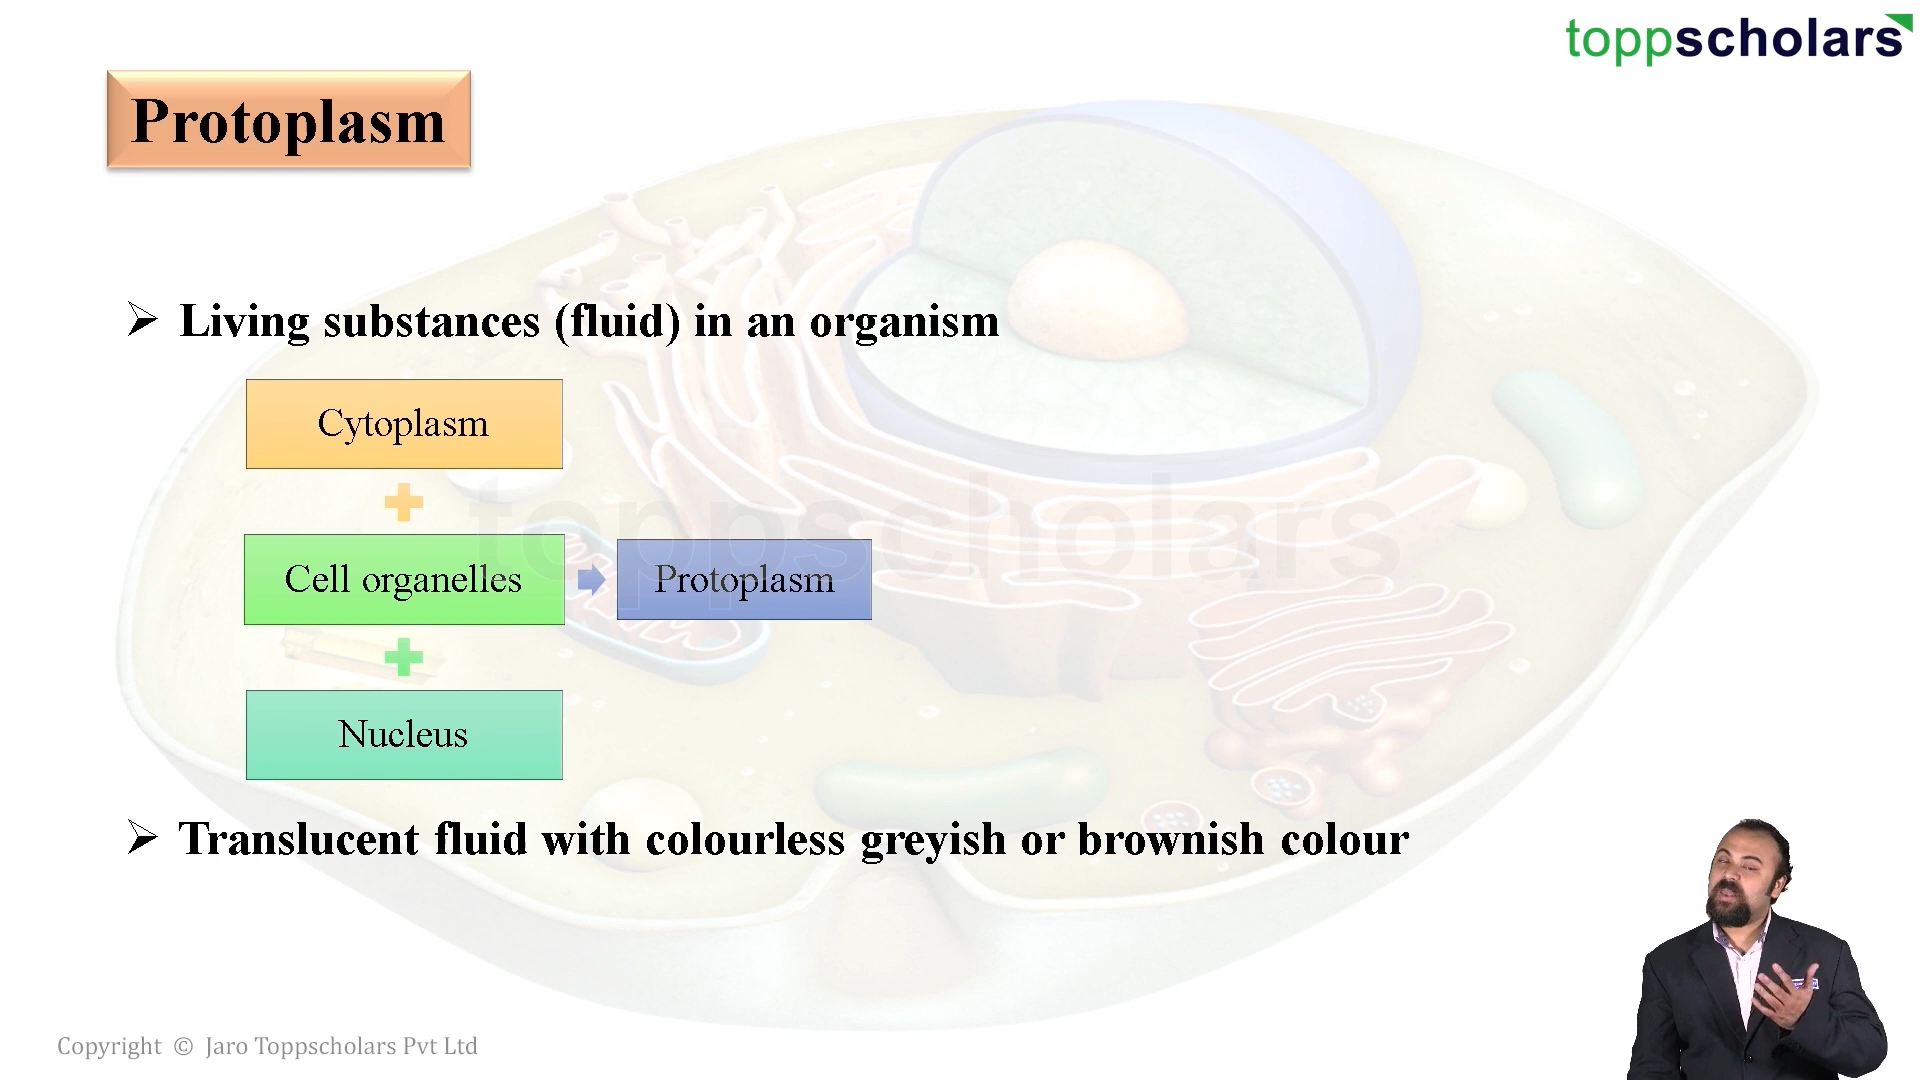 toppscholars
Protoplasm
➢ Living substances (fluid) in an organism
Cytoplasm
Cell organelles
Protoplasm
Nucleus
toppscholars
➢ Translucent fluid with colourless greyish or brownish colour
Copyright © Jaro Toppscholars Pvt Ltd